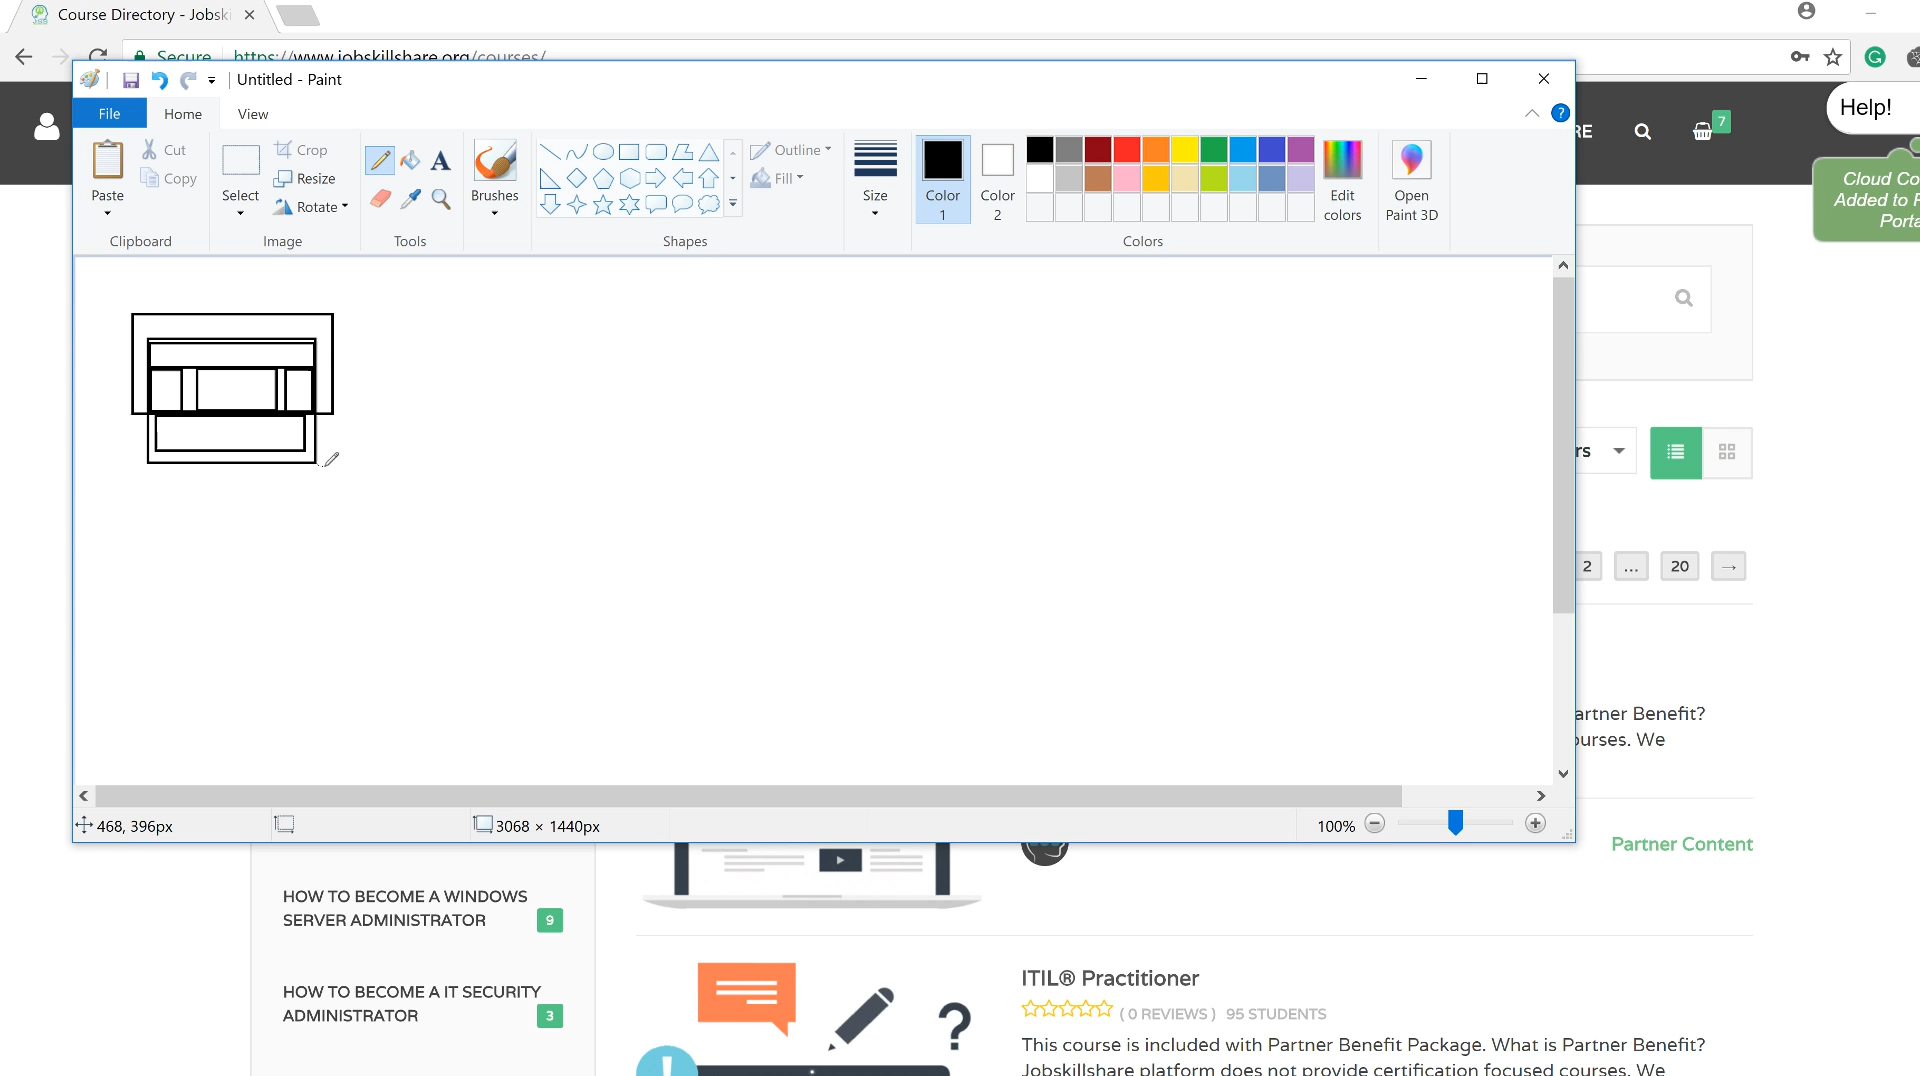 Course Directory - Jobski
Secure https://www.jobskillshare.org/courses/
Untitled - Paint
File Home View
Help!
RE
7
Cut
Copy
Paste
Clipboard
Select
Crop
Resize
Rotate
Image
A
Tools
Brushes
Shapes
Outline
Fill
Size
Color
1
Color
2
Edit
colors
Open
Paint 3D
Colors
Cloud Co
Added to P
Porta
rs
2 ... 20 →
artner Benefit?
ourses. We
468, 396px
3068 × 1440px
100%
Partner Content
HOW TO BECOME A WINDOWS
SERVER ADMINISTRATOR
9
HOW TO BECOME A IT SECURITY
ADMINISTRATOR
3
ITIL® Practitioner
( 0 REVIEWS ) 95 STUDENTS
This course is included with Partner Benefit Package. What is Partner Benefit?
Jobskillshare platform does not provide certification focused courses. We